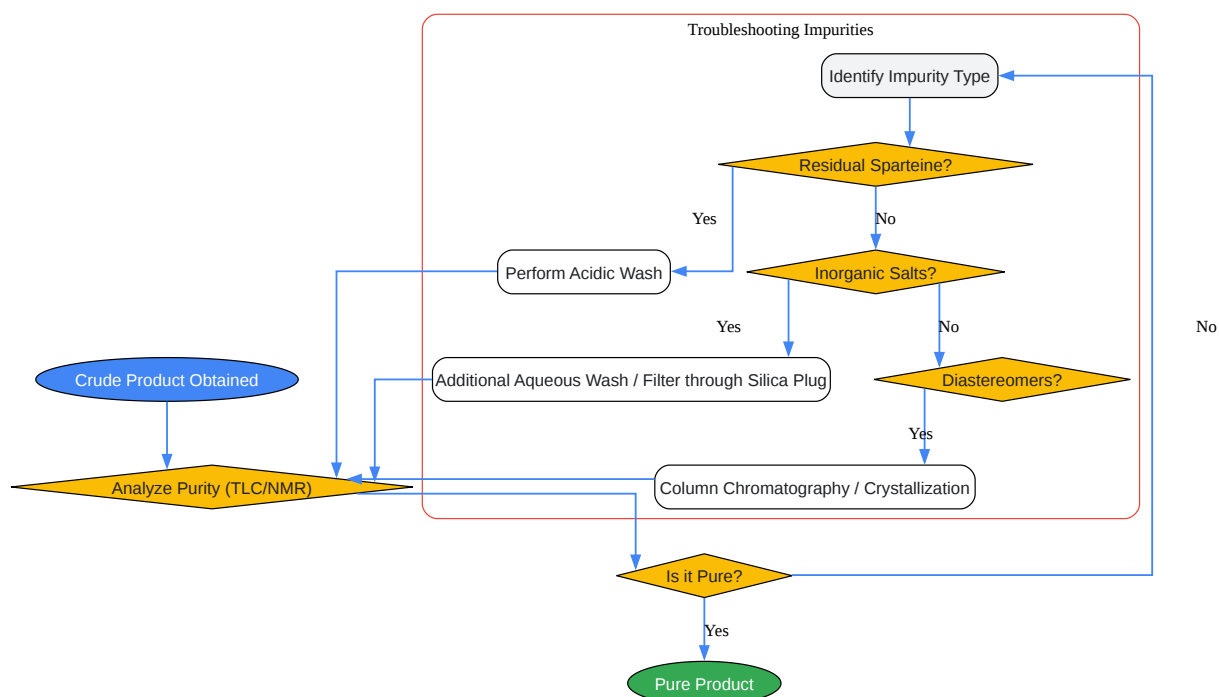 Troubleshooting Impurities
Identify Impurity Type
Residual Sparteine?
Yes
No
Perform Acidic Wash
Inorganic Salts?
Yes
No
No
Crude Product Obtained
Additional Aqueous Wash / Filter through Silica Plug
Diastereomers?
Yes
Analyze Purity (TLC/NMR)
Column Chromatography / Crystallization
Is it Pure?
Yes
Pure Product